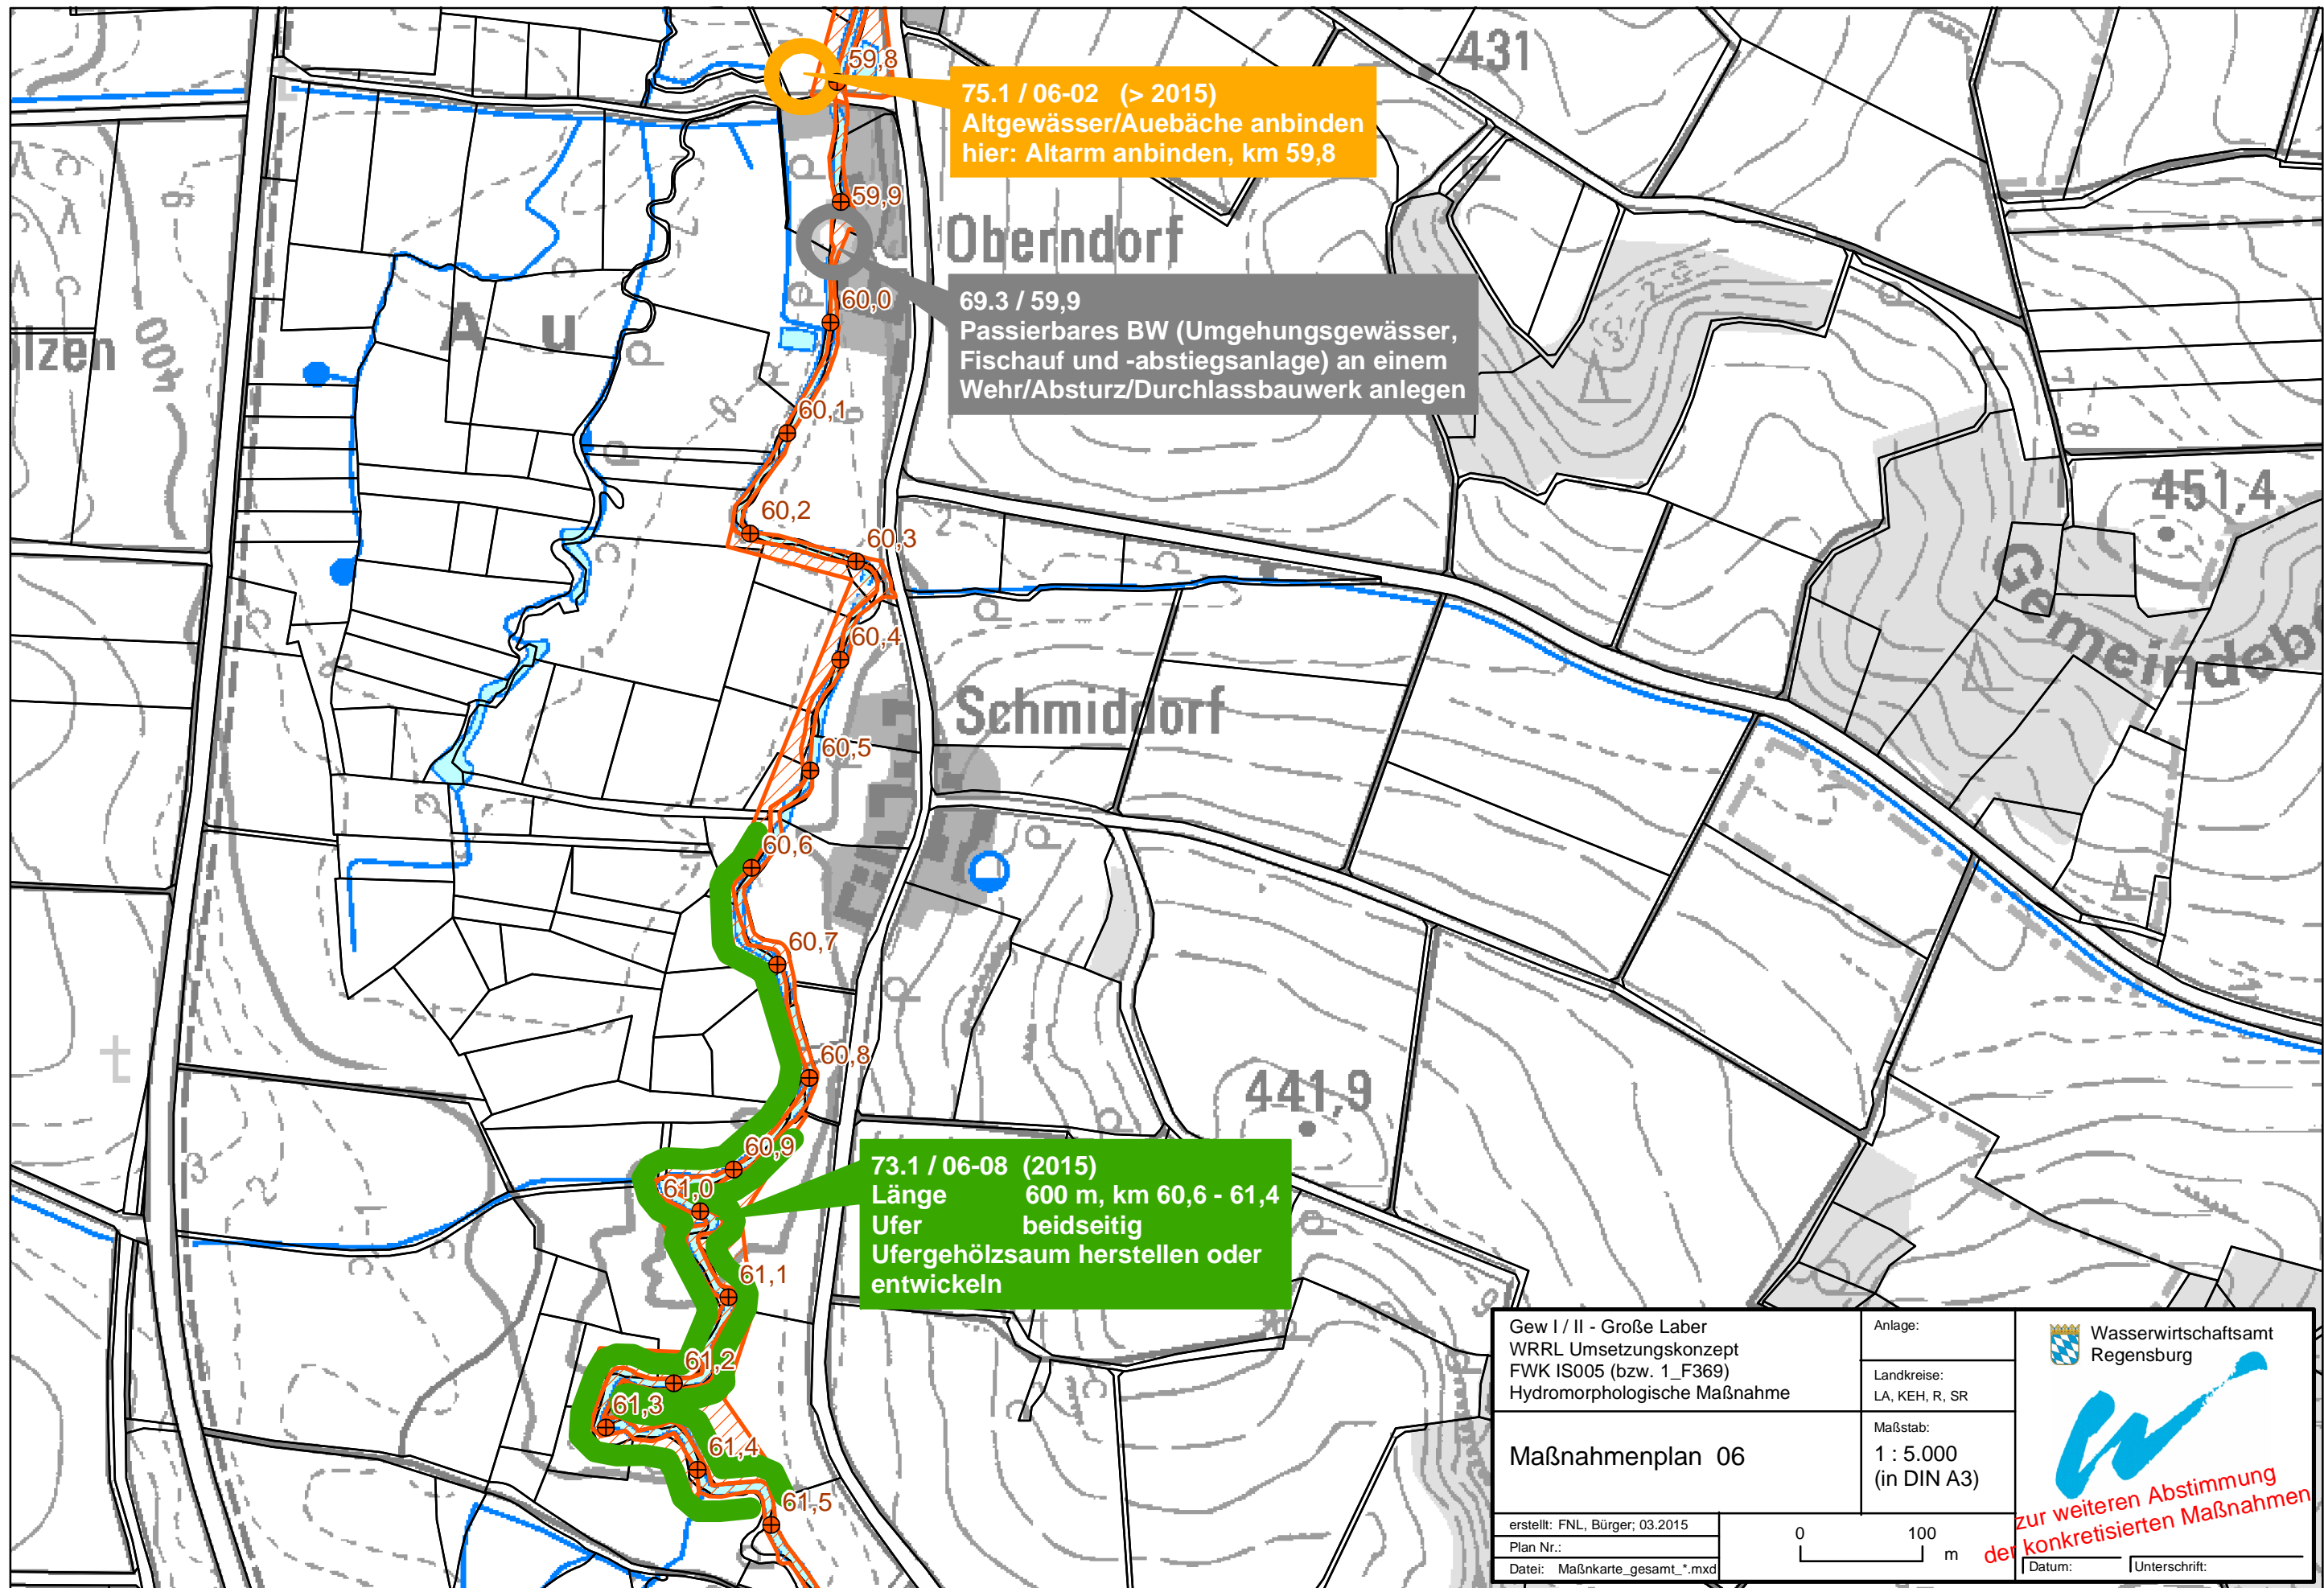 59,8
431
75.1 / 06-02 (> 2015)
Altgewässer/Auebäche anbinden
hier: Altarm anbinden, km 59,8
59,9
Oberndorf
69.3 / 59,9
Passierbares BW (Umgehungsgewässer,
Fischauf und -abstiegsanlage) an einem
Wehr/Absturz/Durchlassbauwerk anlegen
60,0
A u
lzen
400
60,1
60,2
60,3
451,4
Gemeindeb
60,4
Schmiddorf
60,5
60,6
60,7
60,8
441,9
60,9
73.1 / 06-08 (2015)
Länge 600 m, km 60,6 - 61,4
Ufer beidseitig
Ufergehölzsaum herstellen oder
entwickeln
61,0
61,1
61,2
61,3
61,4
61,5
Gew I / II - Große Laber
WRRL Umsetzungskonzept
FWK IS005 (bzw. 1_F369)
Hydromorphologische Maßnahme
Anlage:
Landkreise:
LA, KEH, R, SR
Wasserwirtschaftsamt
Regensburg
Maßnahmenplan 06
Maßstab:
1 : 5.000
(in DIN A3)
zur weiteren Abstimmung
der konkretisierten Maßnahmen
erstellt: FNL, Bürger; 03.2015
Plan Nr.:
Datei: Maßnkarte_gesamt_*.mxd
0 100
m
Datum:
Unterschrift: